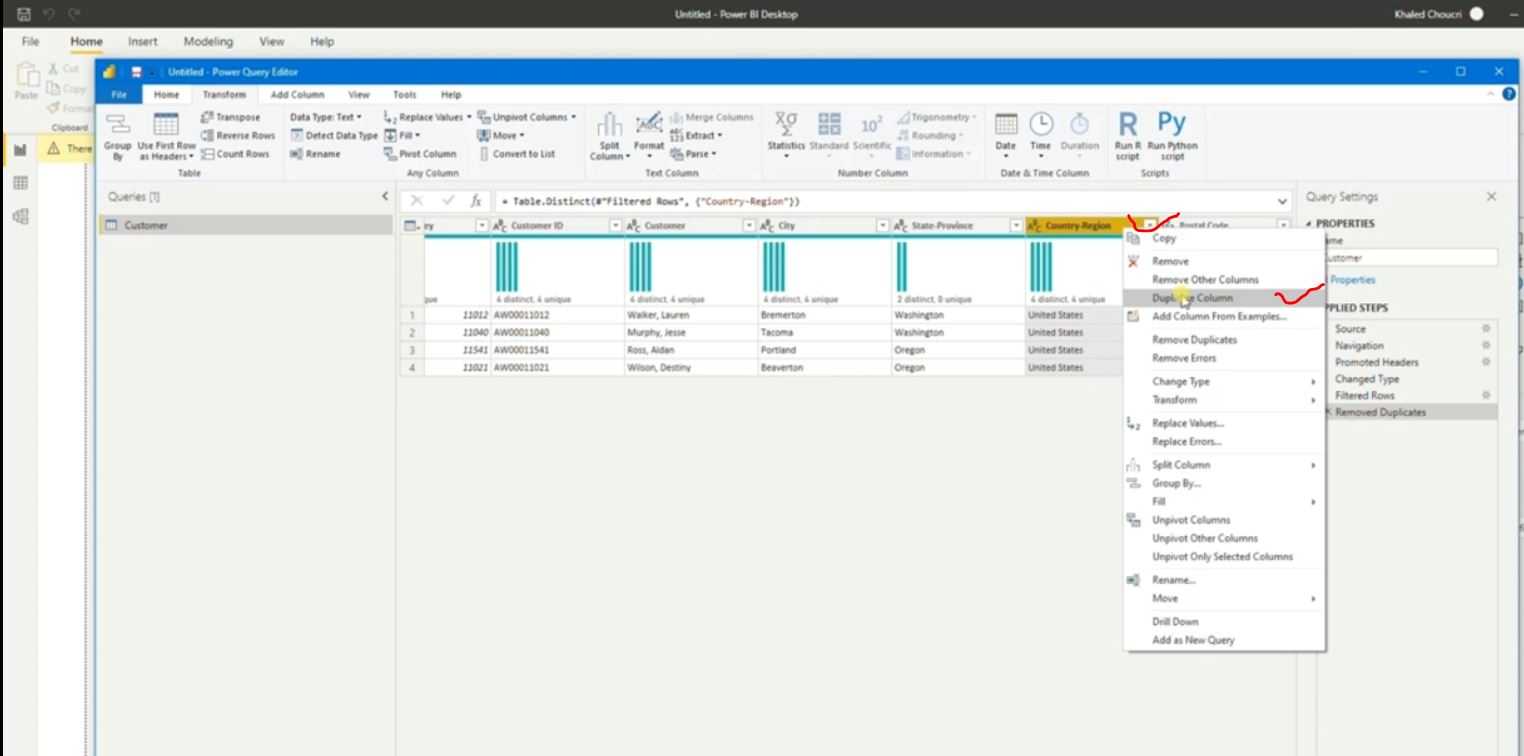 Untitled - Power BI Desktop
Khaled Choucri
File Home Insert Modeling View Help
Cut
Copy
Paste
Format
Clipboard
There
Untitled - Power Query Editor
File Home Transform Add Column View Tools Help
Group By
Use First Row as Headers
Transpose
Reverse Rows
Count Rows
Table
Data Type: Text
Detect Data Type
Rename
Replace Values
Fill
Pivot Column
Unpivot Columns
Move
Convert to List
Any Column
Split Column
Format
ABC
Merge Columns
Extract
Parse
Text Column
Statistics
Standard
Scientific
10²
Trigonometry
Rounding
Information
Number Column
Date
Time
Duration
Date & Time Column
R
Run R script
Py
Run Python script
Scripts
Queries [1]
Customer
fx
= Table.Distinct(#"Filtered Rows", {"Country-Region"})
ry Customer ID Customer City State-Province Country-Region Postal Code
que 4 distinct, 4 unique 4 distinct, 4 unique 4 distinct, 4 unique 2 distinct, 0 unique 4 distinct, 4 unique
1 11012 AW00011012 Walker, Lauren Bremerton Washington United States
2 11040 AW00011040 Murphy, Jesse Tacoma Washington United States
3 11541 AW00011541 Ross, Aidan Portland Oregon United States
4 11021 AW00011021 Wilson, Destiny Beaverton Oregon United States
Copy
Remove
Remove Other Columns
Duplicate Column
Add Column From Examples...
Remove Duplicates
Remove Errors
Change Type
Transform
Replace Values...
Replace Errors...
Split Column
Group By...
Fill
Unpivot Columns
Unpivot Other Columns
Unpivot Only Selected Columns
Rename...
Move
Drill Down
Add as New Query
Query Settings
PROPERTIES
ame
ustomer
Properties
PPLIED STEPS
Source
Navigation
Promoted Headers
Changed Type
Filtered Rows
Removed Duplicates